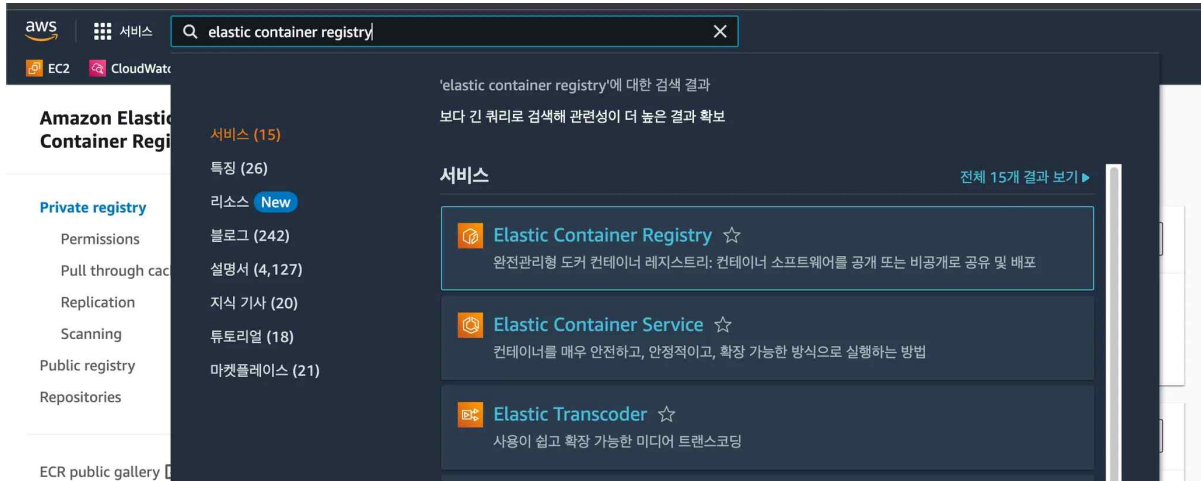 aws
서비스
elastic container registry
EC2
CloudWatc
'elastic container registry'에 대한 검색 결과
보다 긴 쿼리로 검색해 관련성이 더 높은 결과 확보
Amazon Elastic
Container Regi
Private registry
Permissions
Pull through cac
Replication
Scanning
Public registry
Repositories
ECR public gallery
서비스 (15)
특징 (26)
리소스 New
블로그 (242)
설명서 (4,127)
지식 기사 (20)
튜토리얼 (18)
마켓플레이스 (21)
서비스
전체 15개 결과 보기
Elastic Container Registry
완전관리형 도커 컨테이너 레지스트리: 컨테이너 소프트웨어를 공개 또는 비공개로 공유 및 배포
Elastic Container Service
컨테이너를 매우 안전하고, 안정적이고, 확장 가능한 방식으로 실행하는 방법
Elastic Transcoder
사용이 쉽고 확장 가능한 미디어 트랜스코딩